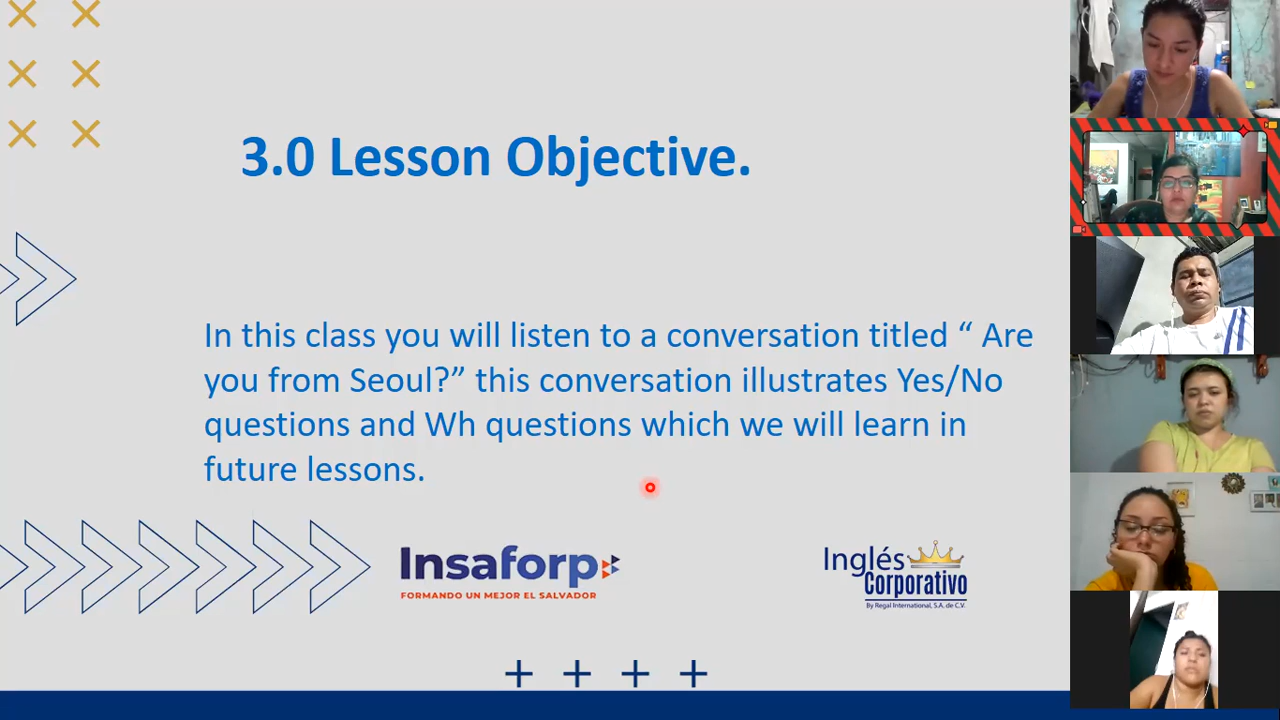 3.0 Lesson Objective.
In this class you will listen to a conversation titled “ Are
you from Seoul?” this conversation illustrates Yes/No
questions and Wh questions which we will learn in
future lessons.
Insaforp
FORMANDO UN MEJOR EL SALVADOR
Inglés
Corporativo
By Regal International, S.A. de C.V.